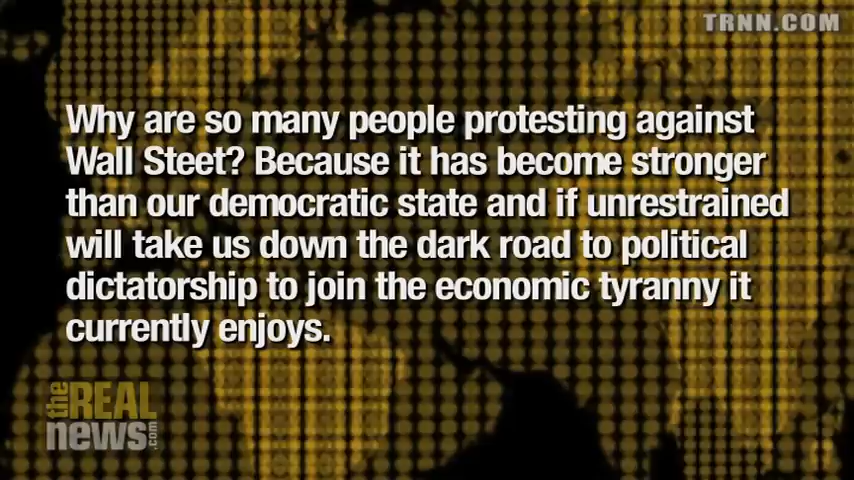 TRNN.COM
Why are so many people protesting against
Wall Steet? Because it has become stronger
than our democratic state and if unrestrained
will take us down the dark road to political
dictatorship to join the economic tyranny it
currently enjoys.
the REAL
news.com